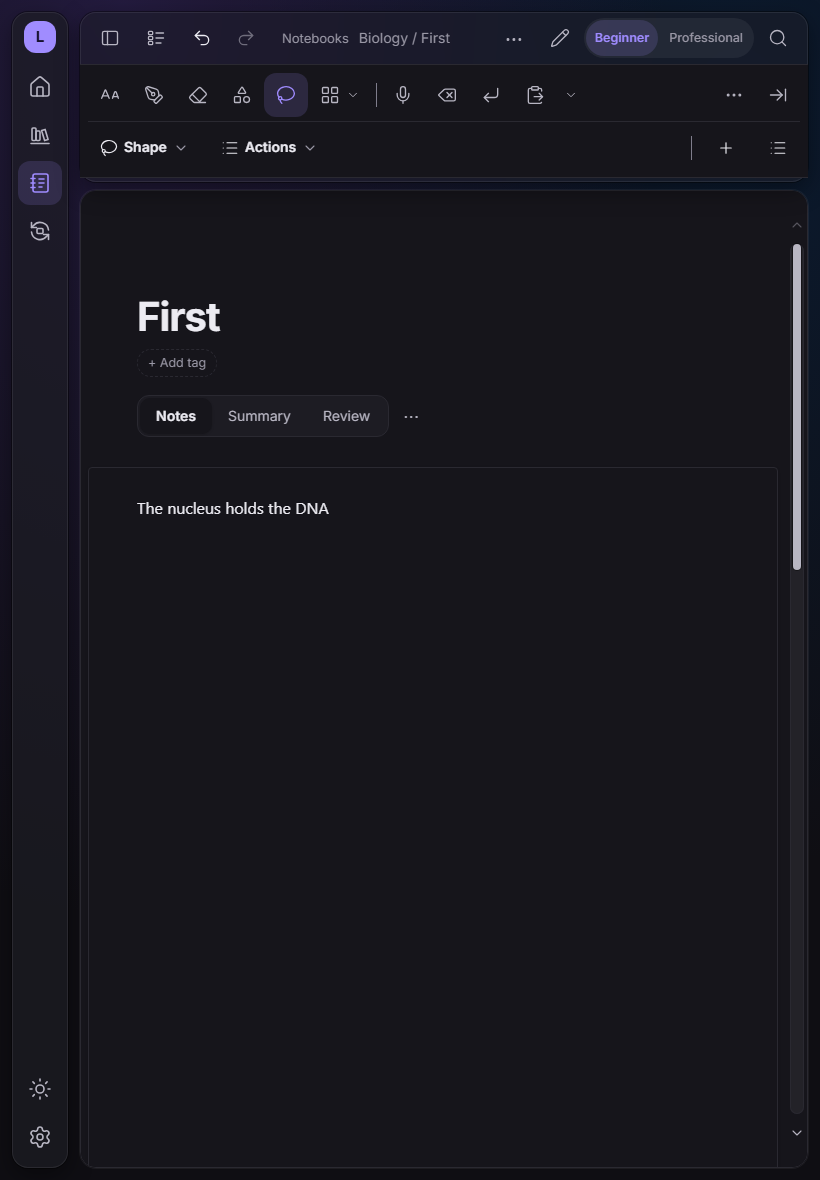 L
Notebooks Biology / First
Beginner Professional
AA
Shape Actions
First
+ Add tag
Notes Summary Review
The nucleus holds the DNA